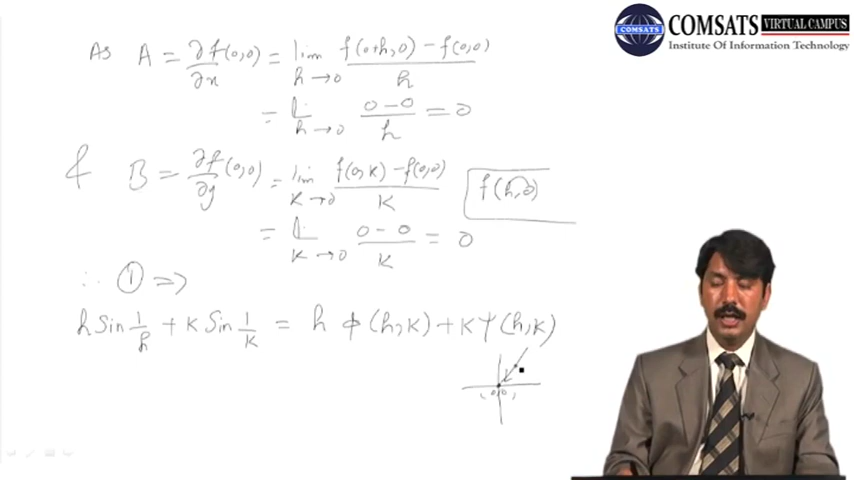 COMSATS VIRTUAL CAMPUS
Institute Of Information Technology
As A = ∂f(0,0)/∂x = lim h→0 f(0+h,0) - f(0,0) / h
= lim h→0 0-0 / h = 0
& B = ∂f(0,0)/∂y = lim k→0 f(0,k) - f(0,0) / k
f(h,0)
= lim k→0 0-0 / k = 0
∴ ① ⇒
h Sin 1/h + k Sin 1/k = h φ(h,k) + k ψ(h,k)
(0,0)